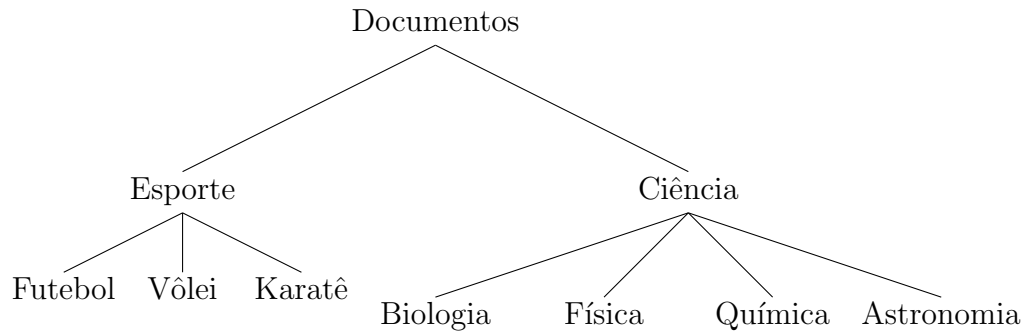 Documentos
Esporte Ciência
Futebol Vôlei Karatê
Biologia Física Química Astronomia